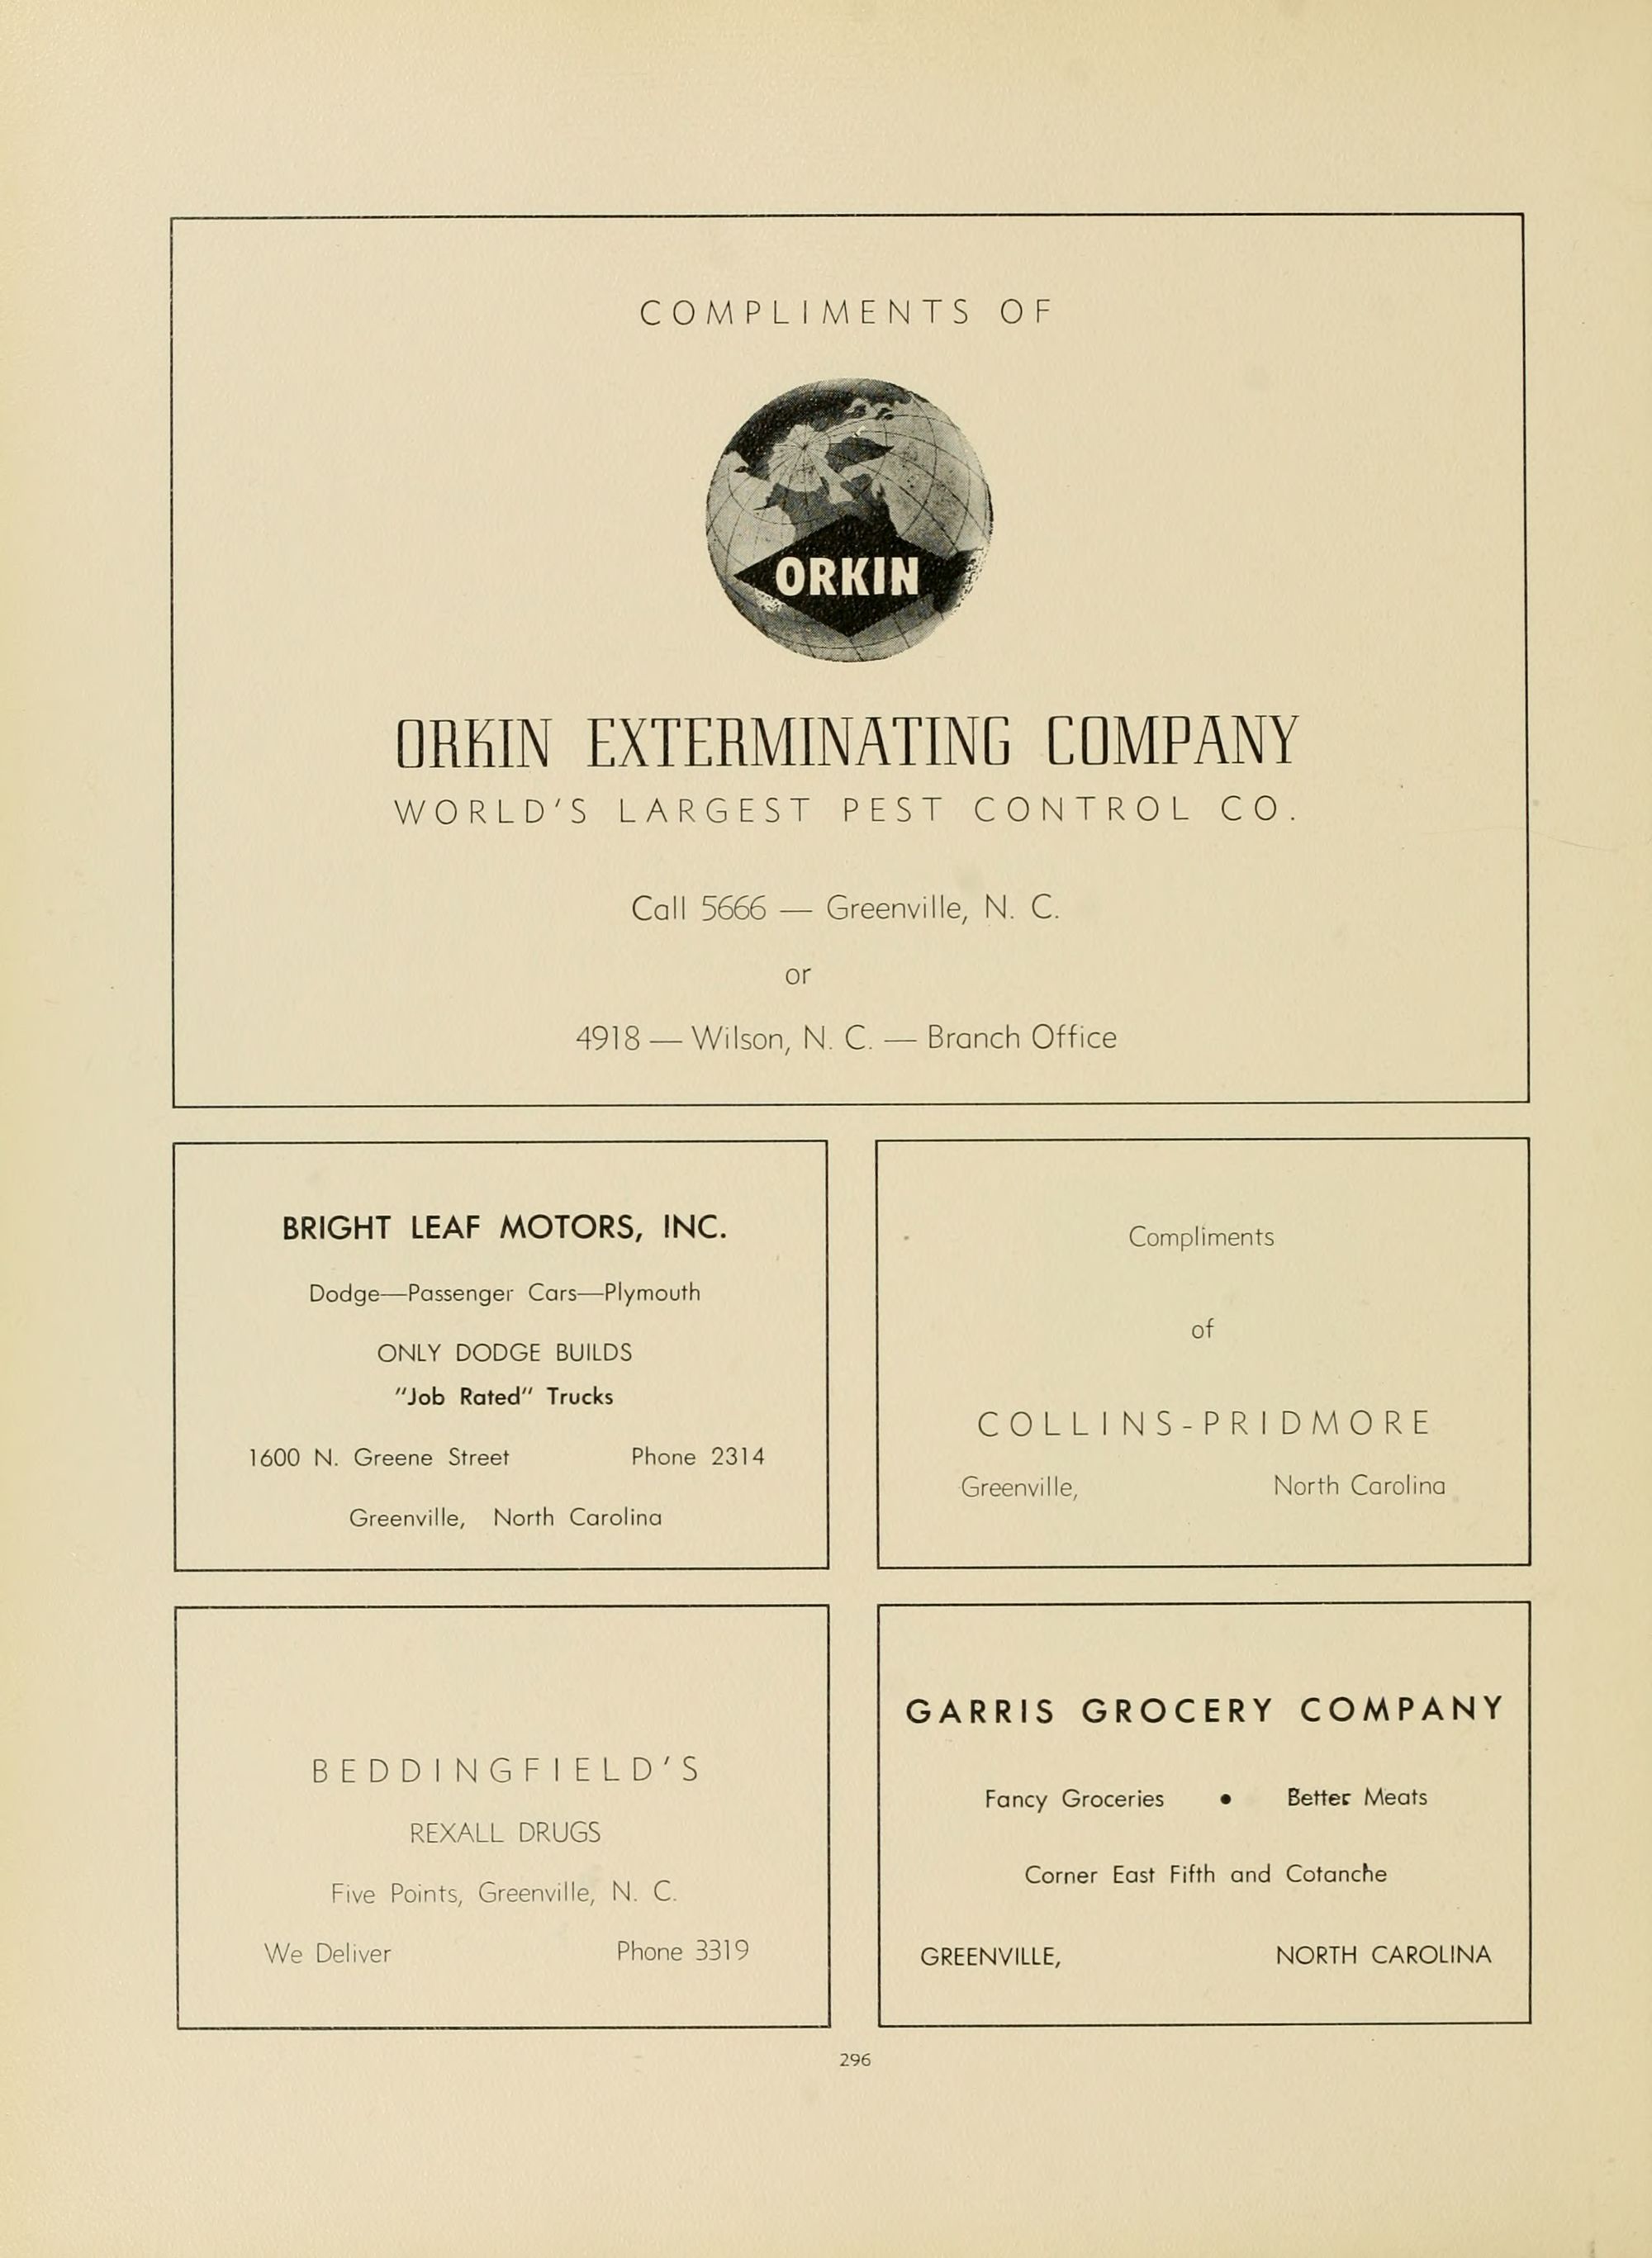 COMPLIMENTS OF
ORKIN
ORKIN EXTERMINATING COMPANY
WORLD'S LARGEST PEST CONTROL CO.
Call 5666 — Greenville, N. C.
or
4918 — Wilson, N. C. — Branch Office
BRIGHT LEAF MOTORS, INC.
Dodge—Passenger Cars—Plymouth
ONLY DODGE BUILDS
"Job Rated" Trucks
1600 N. Greene Street Phone 2314
Greenville, North Carolina
Compliments
of
COLLINS-PRIDMORE
Greenville, North Carolina
BEDDINGFIELD'S
REXALL DRUGS
Five Points, Greenville, N. C.
We Deliver Phone 3319
GARRIS GROCERY COMPANY
Fancy Groceries • Better Meats
Corner East Fifth and Cotanche
GREENVILLE, NORTH CAROLINA
296